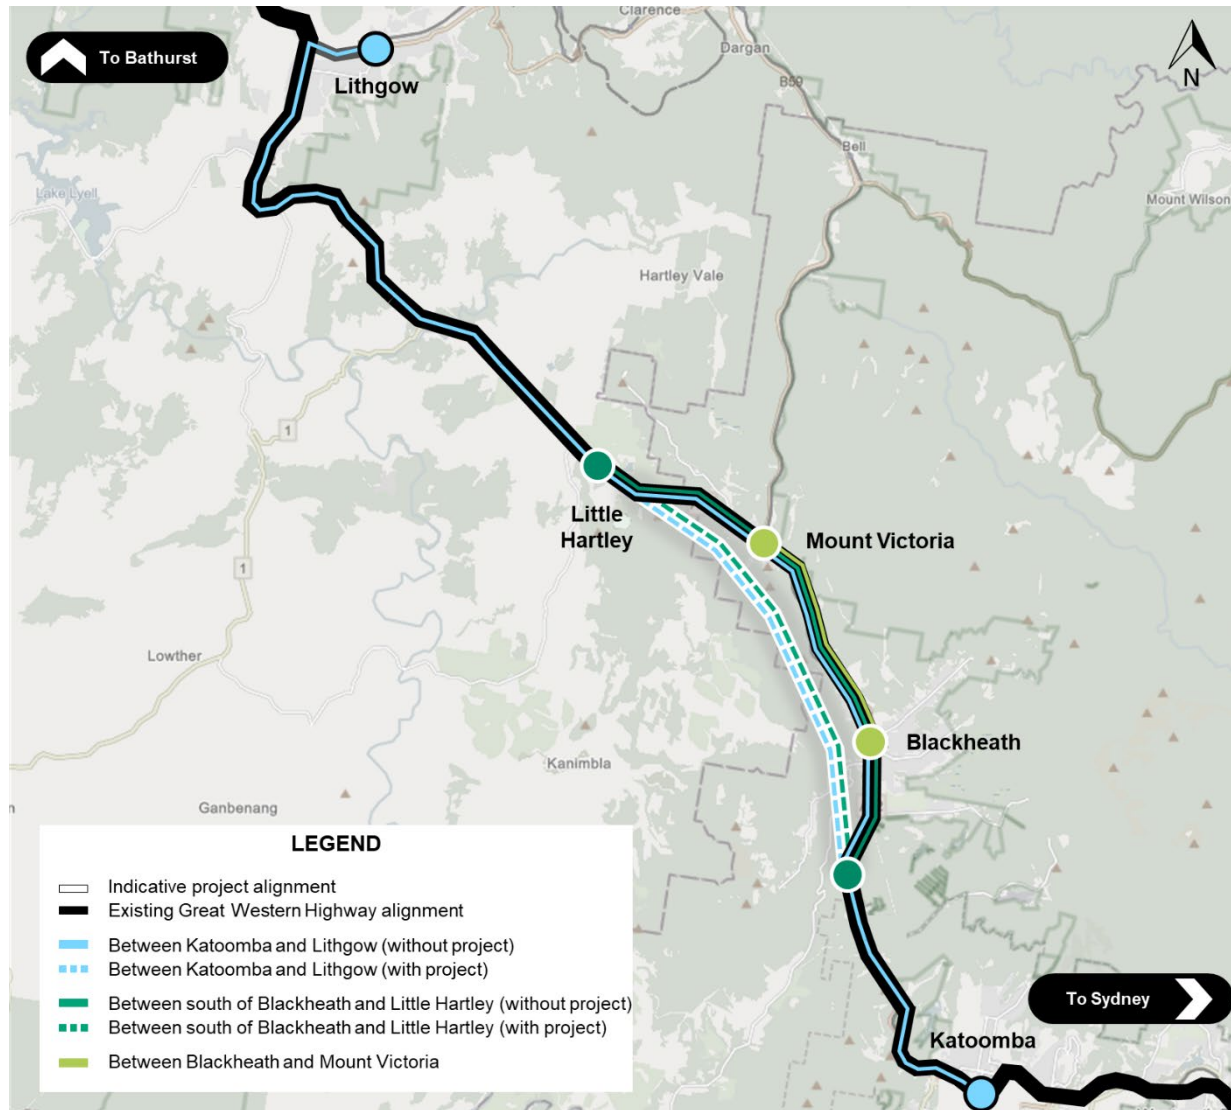 Clarence
To Bathurst
N
Dargan
Lithgow
B59
Bell
Lake Lyell
Mount Wilson
Hartley Vale
1
Little
Hartley
Mount Victoria
1
Lowther
Blackheath
Kanimbla
Ganbenang
LEGEND
Indicative project alignment
Existing Great Western Highway alignment
Between Katoomba and Lithgow (without project)
Between Katoomba and Lithgow (with project)
Between south of Blackheath and Little Hartley (without project)
Between south of Blackheath and Little Hartley (with project)
Between Blackheath and Mount Victoria
To Sydney
Katoomba